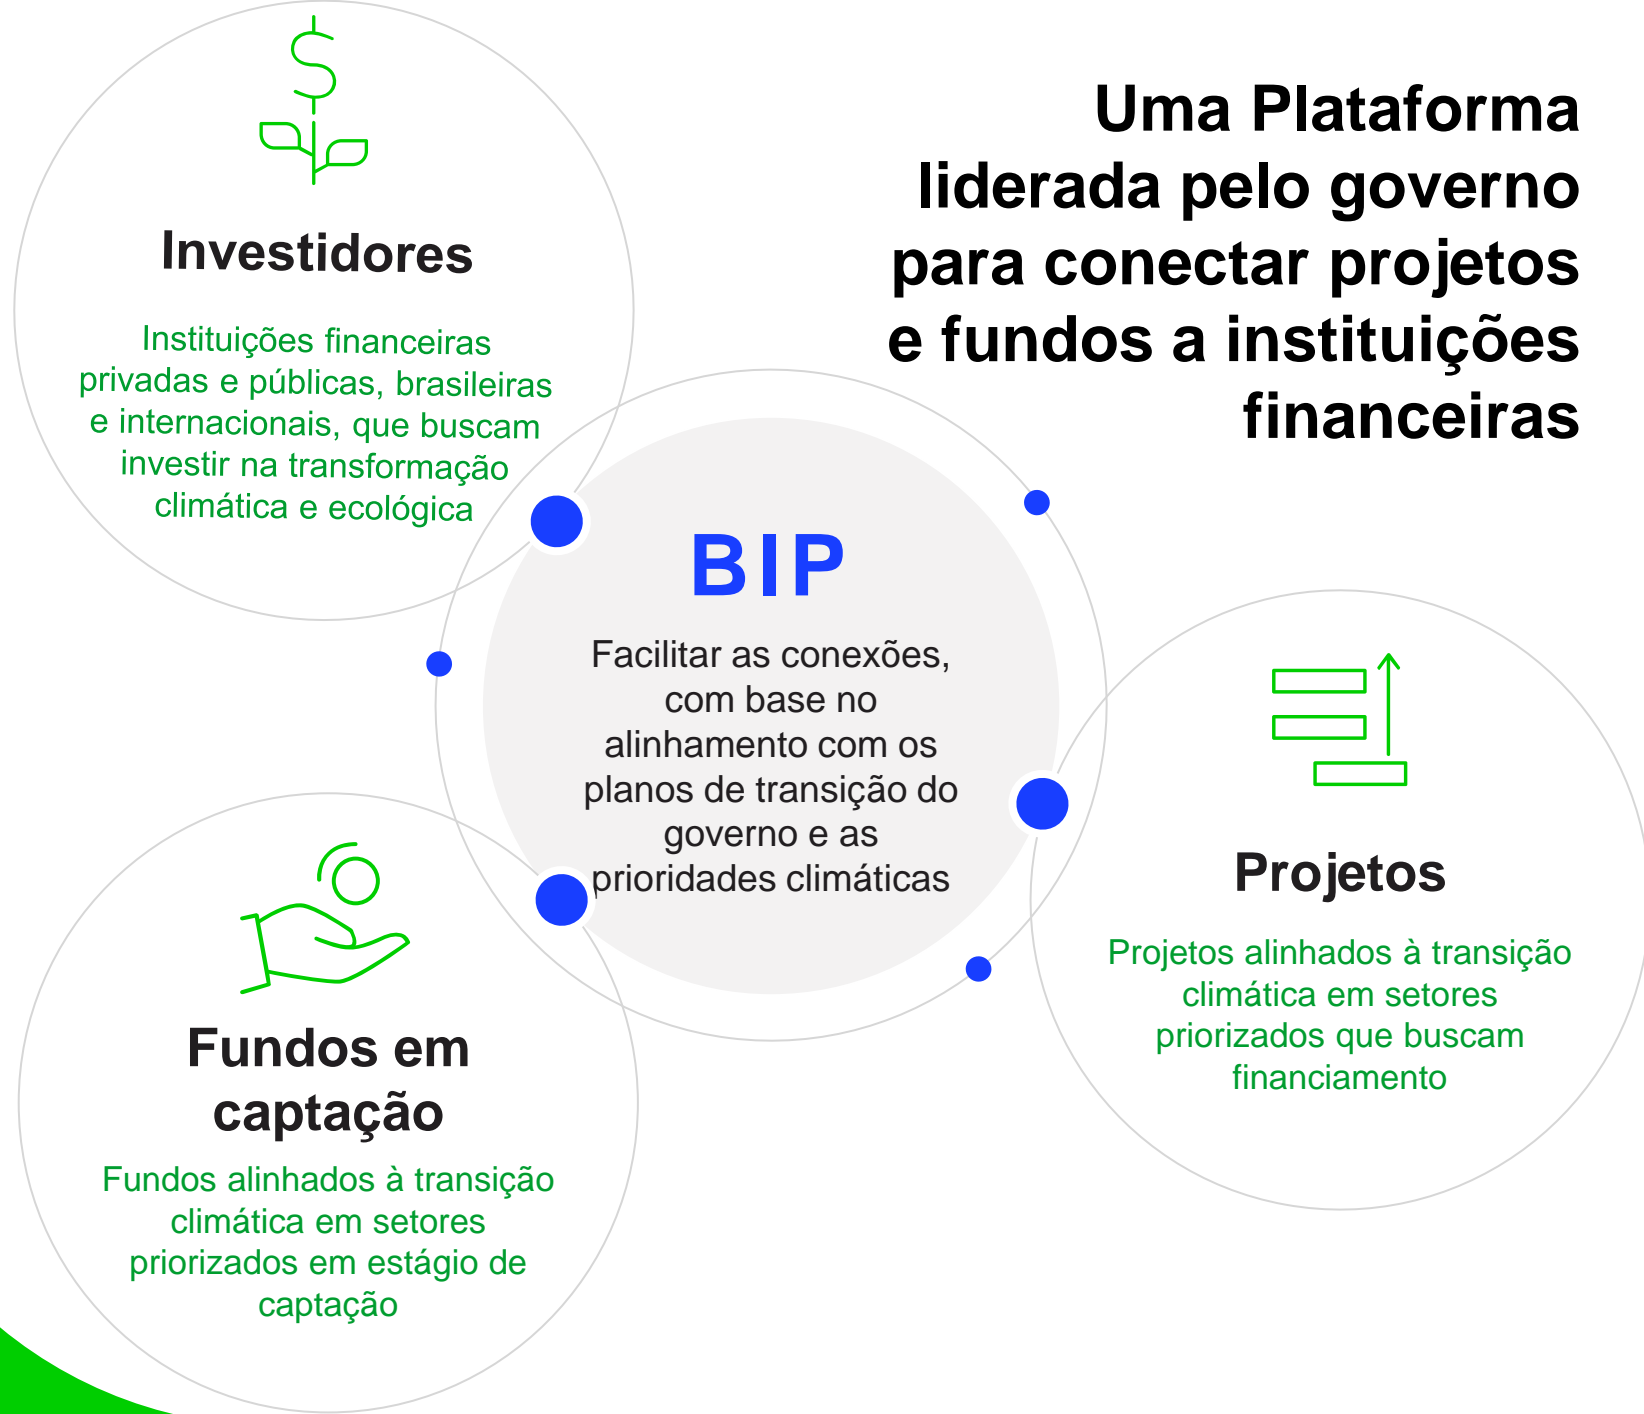 Uma Plataforma
liderada pelo governo
para conectar projetos
e fundos a instituições
financeiras
Investidores
Instituições financeiras
privadas e públicas, brasileiras
e internacionais, que buscam
investir na transformação
climática e ecológica
BIP
Facilitar as conexões,
com base no
alinhamento com os
planos de transição do
governo e as
prioridades climáticas
Projetos
Projetos alinhados à transição
climática em setores
priorizados que buscam
financiamento
Fundos em
captação
Fundos alinhados à transição
climática em setores
priorizados em estágio de
captação